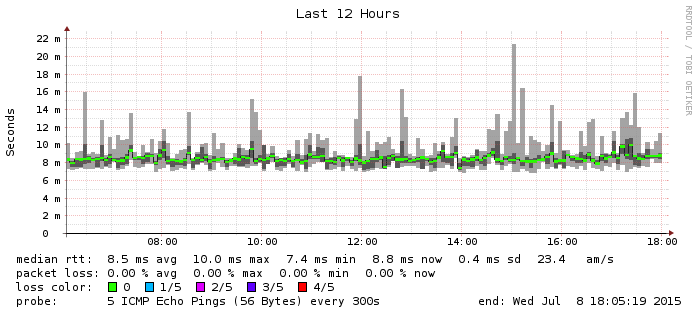 Last 12 Hours
RRDTOOL / TOBI OETIKER
Seconds
22 m
20 m
18 m
16 m
14 m
12 m
10 m
8 m
6 m
4 m
2 m
0
08:00 10:00 12:00 14:00 16:00 18:00
median rtt: 8.5 ms avg 10.0 ms max 7.4 ms min 8.8 ms now 0.4 ms sd 23.4 am/s
packet loss: 0.00 % avg 0.00 % max 0.00 % min 0.00 % now
loss color: 0 1/5 2/5 3/5 4/5
probe: 5 ICMP Echo Pings (56 Bytes) every 300s end: Wed Jul 8 18:05:19 2015